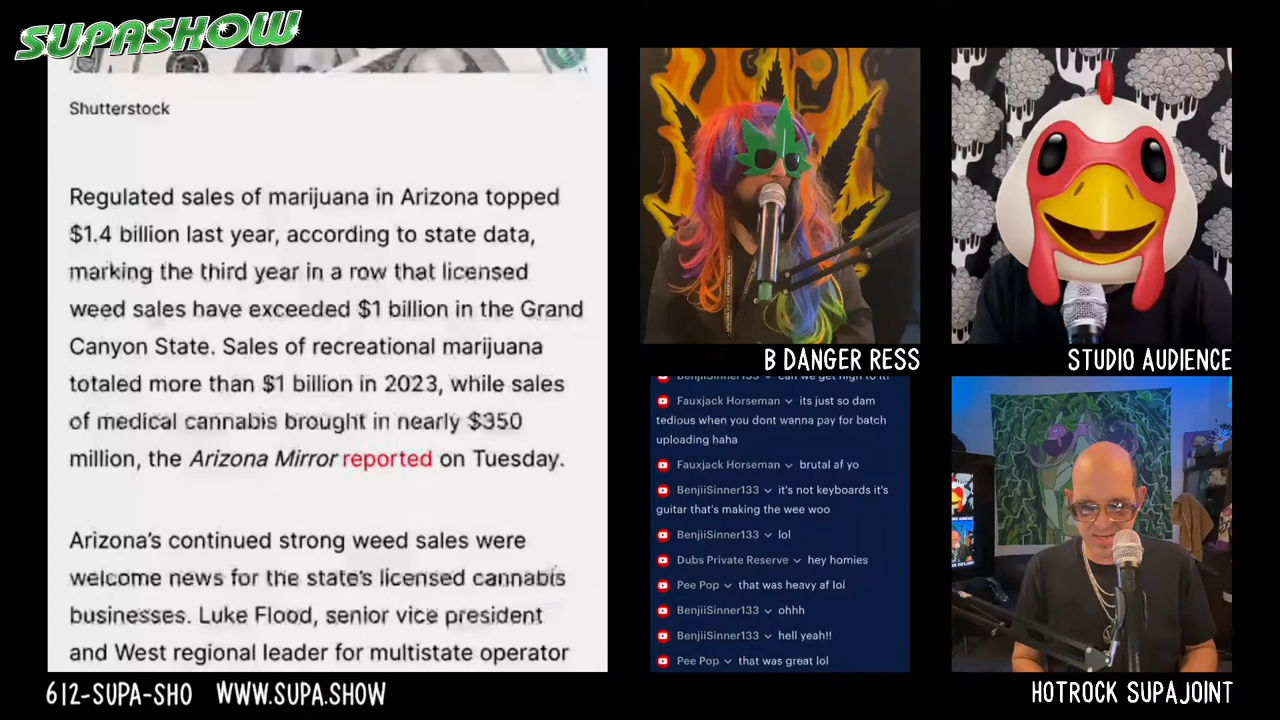 SUPASHOW
Shutterstock
Regulated sales of marijuana in Arizona topped
$1.4 billion last year, according to state data,
marking the third year in a row that licensed
weed sales have exceeded $1 billion in the Grand
Canyon State. Sales of recreational marijuana
totaled more than $1 billion in 2023, while sales
of medical cannabis brought in nearly $350
million, the Arizona Mirror reported on Tuesday.
Arizona's continued strong weed sales were
welcome news for the state's licensed cannabis
businesses. Luke Flood, senior vice president
and West regional leader for multistate operator
B DANGER RESS
STUDIO AUDIENCE
BenjiiSinner133 can we get high to it!
Fauxjack Horseman its just so dam
tedious when you dont wanna pay for batch
uploading haha
Fauxjack Horseman brutal af yo
BenjiiSinner133 it's not keyboards it's
guitar that's making the wee woo
BenjiiSinner133 lol
Dubs Private Reserve hey homies
Pee Pop that was heavy af lol
BenjiiSinner133 ohhh
BenjiiSinner133 hell yeah!!
Pee Pop that was great lol
612-SUPA-SHO WWW.SUPA.SHOW
HOTROCK SUPAJOINT